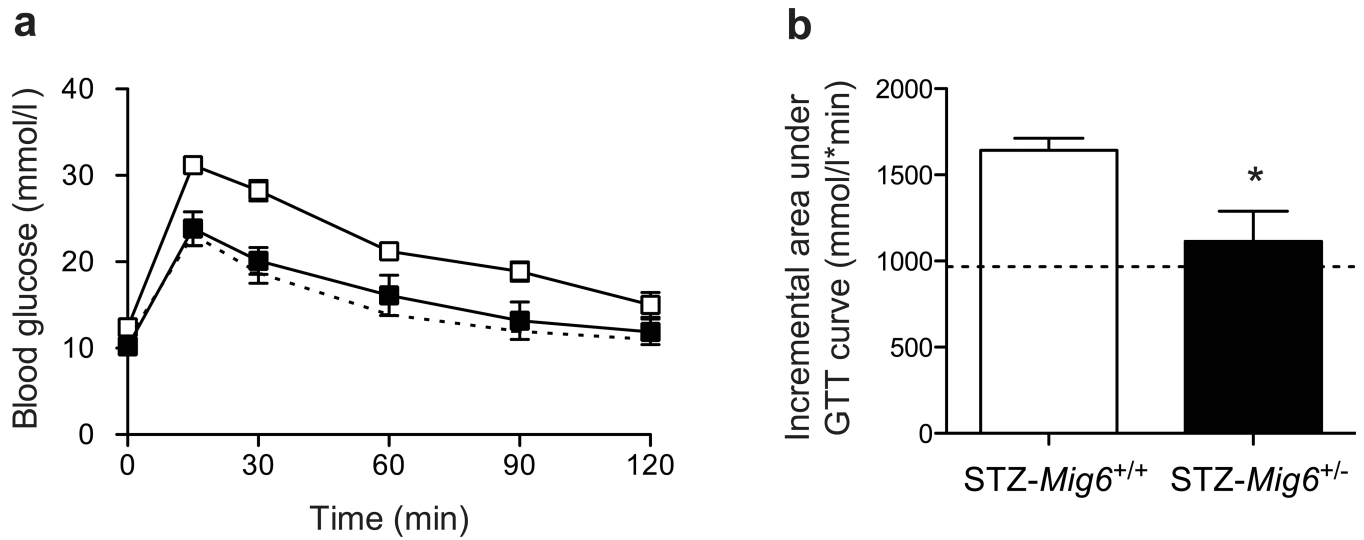 a
Blood glucose (mmol/l)
40
30
20
10
0
0 30 60 90 120
Time (min)
b
Incremental area under
GTT curve (mmol/l*min)
2000
1500
1000
500
0
*
STZ-Mig6+/+ STZ-Mig6+/-